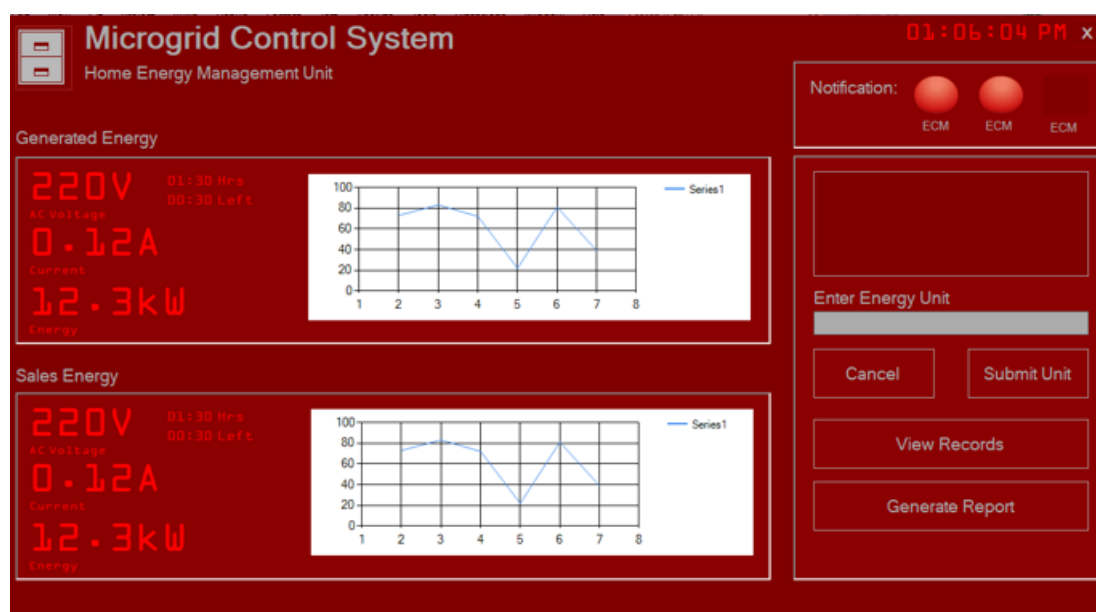 Microgrid Control System
Home Energy Management Unit
01:06:04 PM x
Notification:
ECM ECM ECM
Generated Energy
220V
01:30 Hrs
00:30 Left
AC Voltage
0.12A
Current
12.3kW
Energy
100
80
60
40
20
0
1 2 3 4 5 6 7 8
Series1
Sales Energy
220V
01:30 Hrs
00:30 Left
AC Voltage
0.12A
Current
12.3kW
Energy
100
80
60
40
20
0
1 2 3 4 5 6 7 8
Series1
Enter Energy Unit
Cancel
Submit Unit
View Records
Generate Report